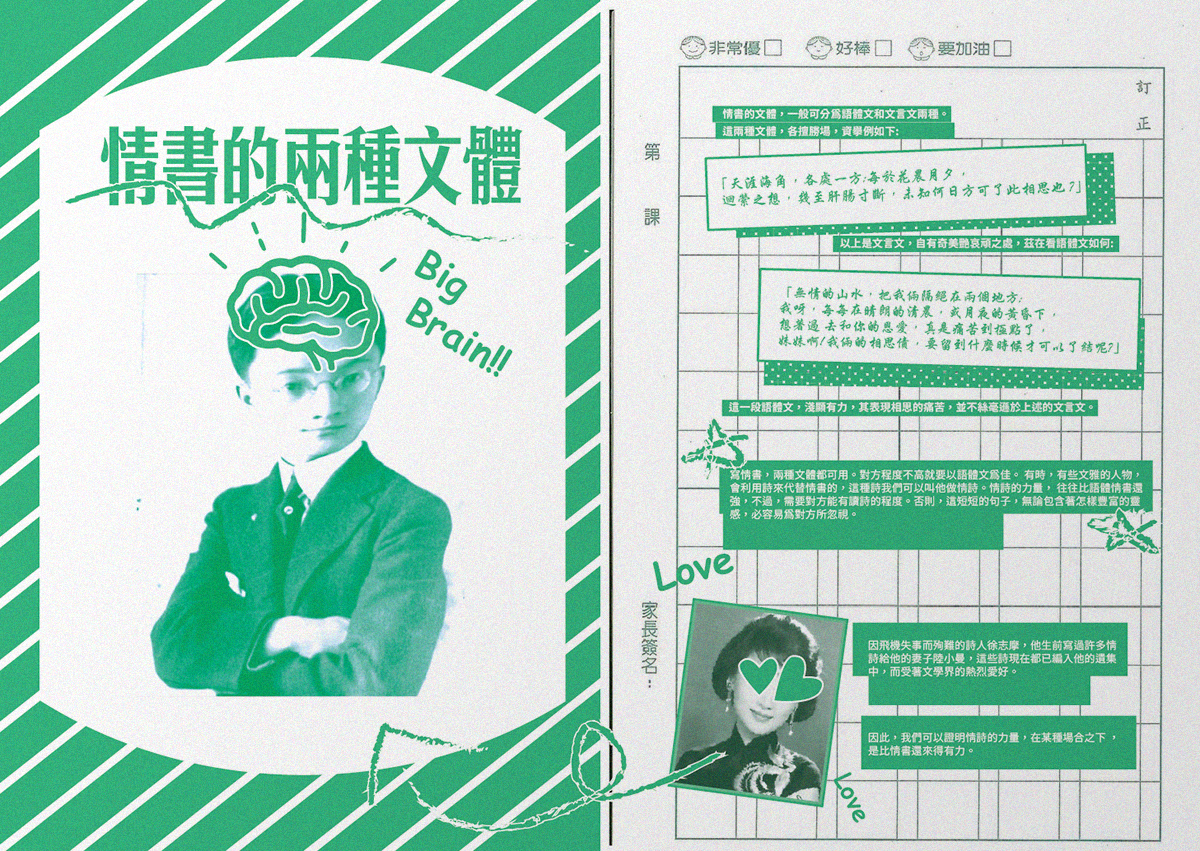 情書的兩種文體
Big
Brain!!
非常優 好棒 要加油
訂正
第 課
情書的文體，一般可分爲語體文和文言文兩種。
這兩種文體，各擅勝場，資舉例如下:
「天涯海角，各處一方;每於花晨月夕，
迴縈之想，幾至肝腸寸斷，未知何日方可了此相思也?」
以上是文言文，自有奇美艷哀頑之處，茲在看語體文如何:
「無情的山水，把我倆隔絕在兩個地方;
我呀，每每在晴朗的清晨，或月夜的黃昏下，
想著過去和你的恩愛，真是痛苦到極點了，
妹妹啊!我倆的相思債，要留到什麼時候才可以了結呢?」
這一段語體文，淺顯有力，其表現相思的痛苦，並不絲毫遜於上述的文言文。
寫情書，兩種文體都可用。對方程度不高就要以語體文爲佳。 有時，有些文雅的人物，
會利用詩來代替情書的，這種詩我們可以叫他做情詩。情詩的力量， 往往比語體情書還
強，不過，需要對方能有讀詩的程度。否則，這短短的句子，無論包含著怎樣豐富的靈
感，必容易爲對方所忽視。
Love
家長簽名：
因飛機失事而殉難的詩人徐志摩，他生前寫過許多情
詩給他的妻子陸小曼，這些詩現在都已編入他的遺集
中，而受著文學界的熱烈愛好。
因此，我們可以證明情詩的力量，在某種場合之下 ，
是比情書還來得有力。
Love